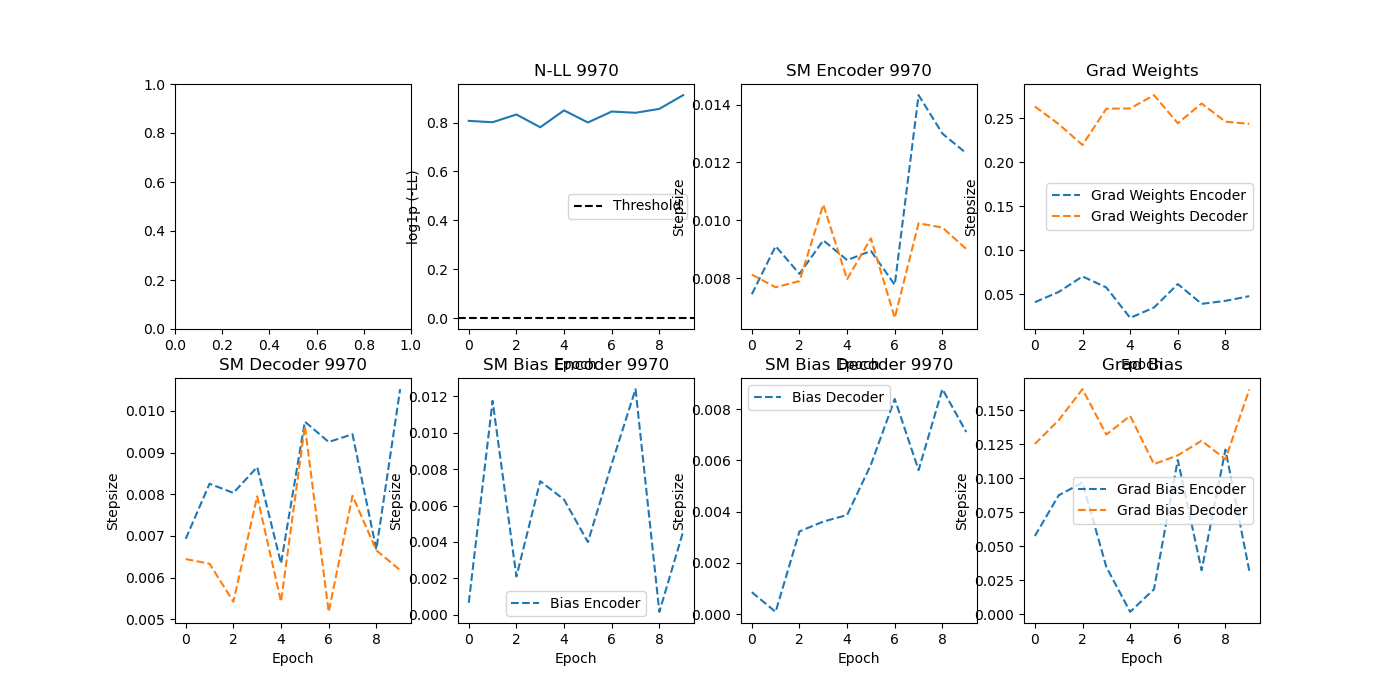 N-LL 9970
SM Encoder 9970
Grad Weights
1.0
0.8
0.6
0.4
0.2
0.0
0.0 0.2 0.4 0.6 0.8 1.0
log1p (-LL)
0.8
0.6
0.4
0.2
0.0
Threshold
0 2 4 6 8
Epoch
Stepsize
0.014
0.012
0.010
0.008
0 2 4 6 8
Epoch
Stepsize
0.25
0.20
0.15
0.10
0.05
Grad Weights Encoder
Grad Weights Decoder
0 2 4 6 8
Epoch
SM Decoder 9970
SM Bias Encoder 9970
SM Bias Decoder 9970
Grad Bias
Stepsize
0.010
0.009
0.008
0.007
0.006
0.005
0 2 4 6 8
Epoch
Stepsize
0.012
0.010
0.008
0.006
0.004
0.002
0.000
Bias Encoder
0 2 4 6 8
Epoch
Stepsize
0.008
0.006
0.004
0.002
0.000
Bias Decoder
0 2 4 6 8
Epoch
Stepsize
0.150
0.125
0.100
0.075
0.050
0.025
0.000
Grad Bias Encoder
Grad Bias Decoder
0 2 4 6 8
Epoch